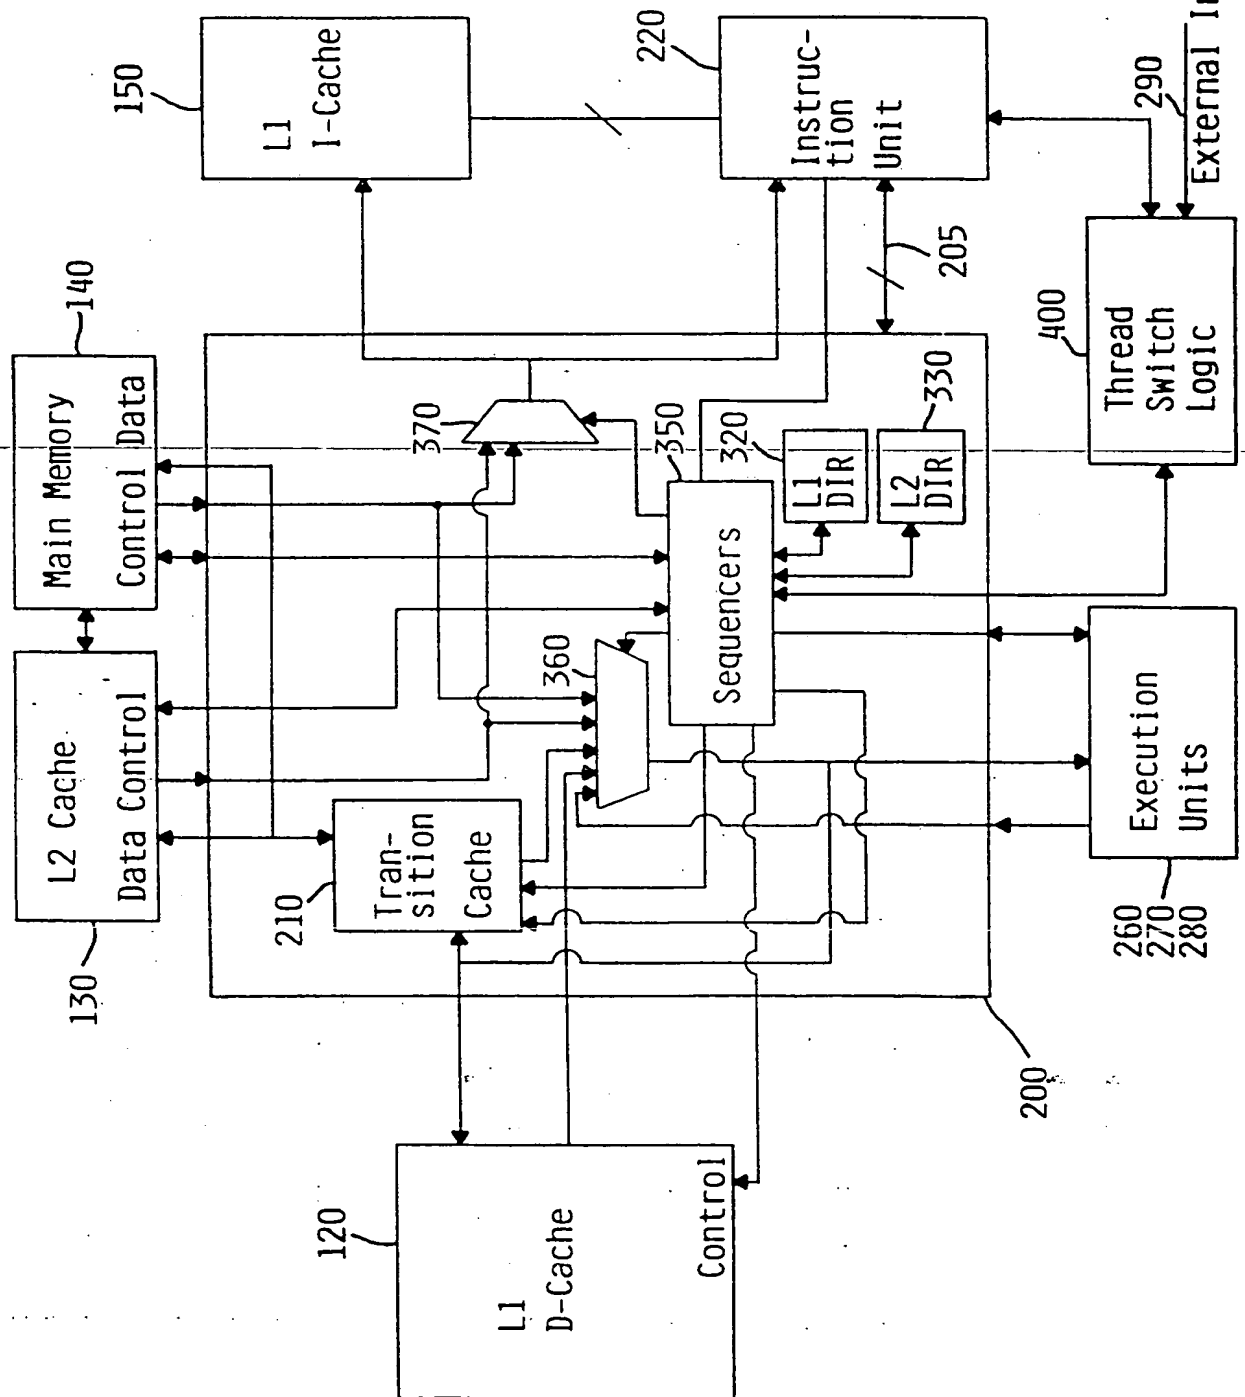 L1
D-Cache
Control
120
L2 Cache
Data Control
130
Main Memory
Control Data
140
L1
I-Cache
150
Tran-
sition
Cache
210
360
370
Sequencers
350
L1
DIR
320
L2
DIR
330
200
Instruc-
tion
Unit
220
205
Execution
Units
260
270
280
Thread
Switch
Logic
400
290
External